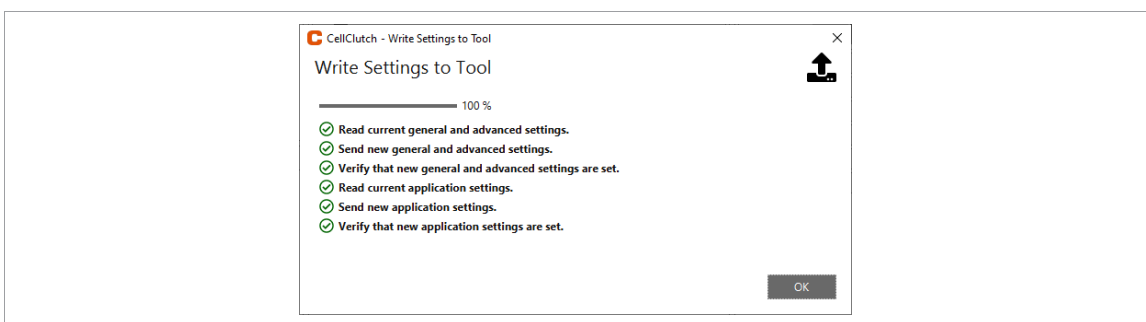 CellClutch - Write Settings to Tool
Write Settings to Tool
100 %
Read current general and advanced settings.
Send new general and advanced settings.
Verify that new general and advanced settings are set.
Read current application settings.
Send new application settings.
Verify that new application settings are set.
OK